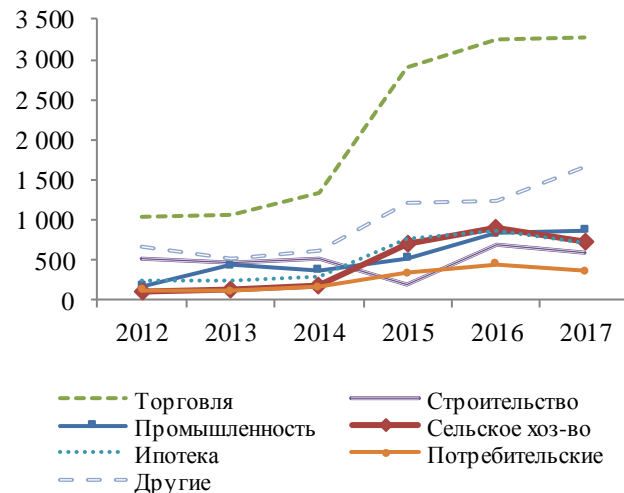 3 500
3 000
2 500
2 000
1 500
1 000
500
0
2012 2013 2014 2015 2016 2017
Торговля Строительство
Промышленность Сельское хоз-во
Ипотека Потребительские
Другие